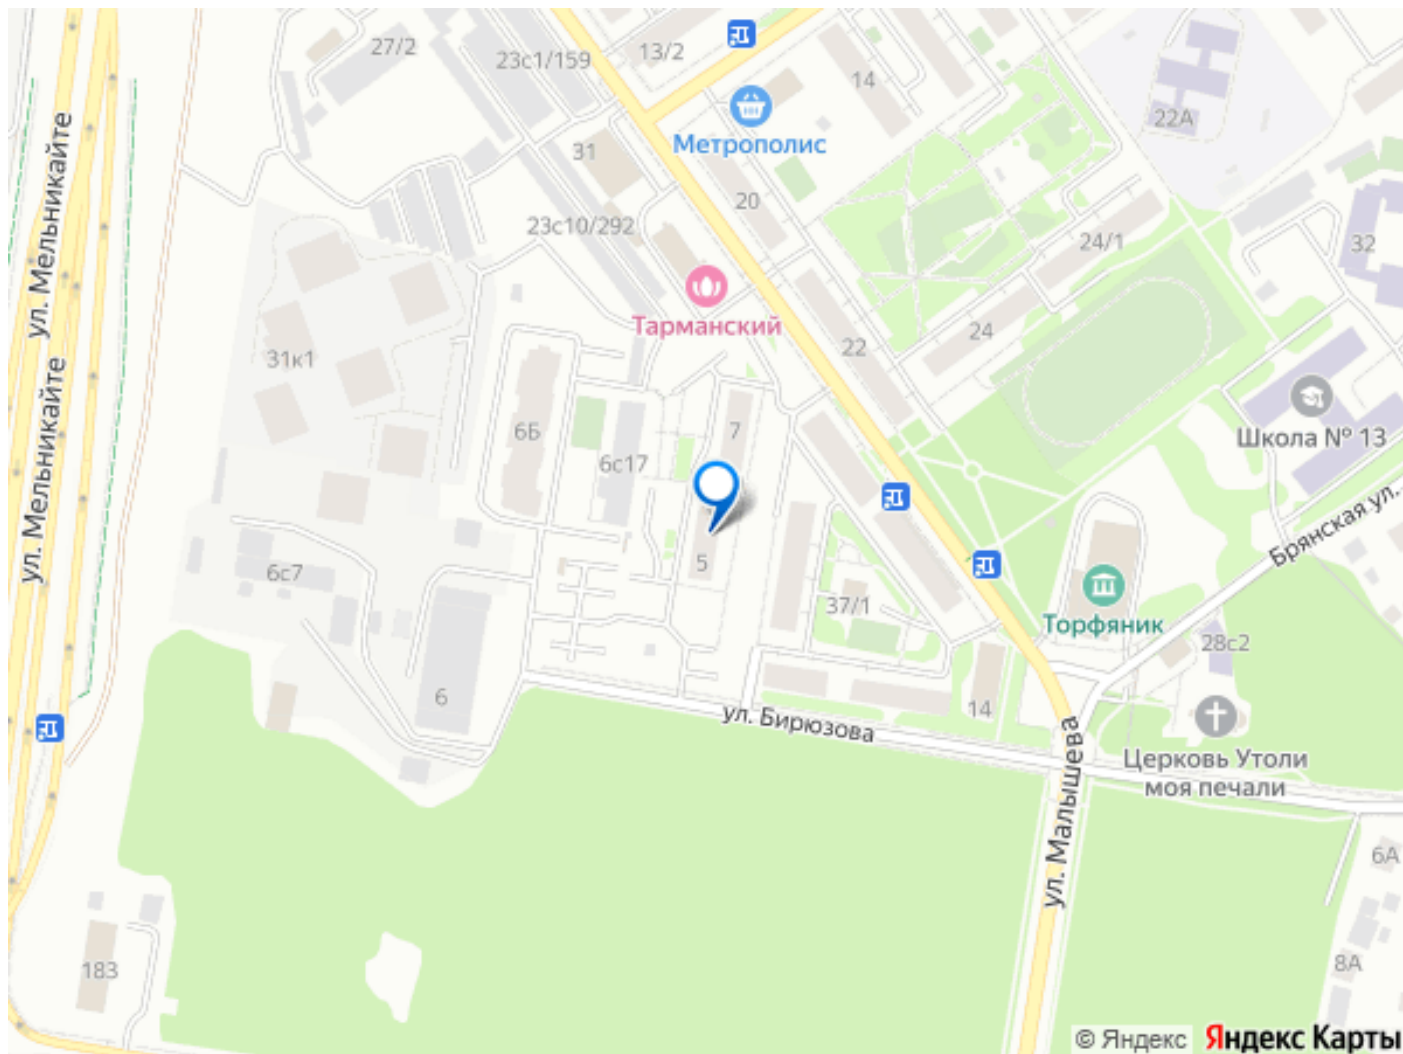 27/2
23с1/159
13/2
14
22А
Метрополис
ул. Мельникайте
31
20
23с10/292
24/1
32
Тарманский
24
22
31к1
ул. Мельникайте
6Б
7
6с17
Школа № 13
Брянская ул.
5
6с7
37/1
Торфяник
28с2
6
14
ул. Бирюзова
Церковь Утоли
моя печали
ул. Малышева
6А
183
8А
© Яндекс Яндекс Карты